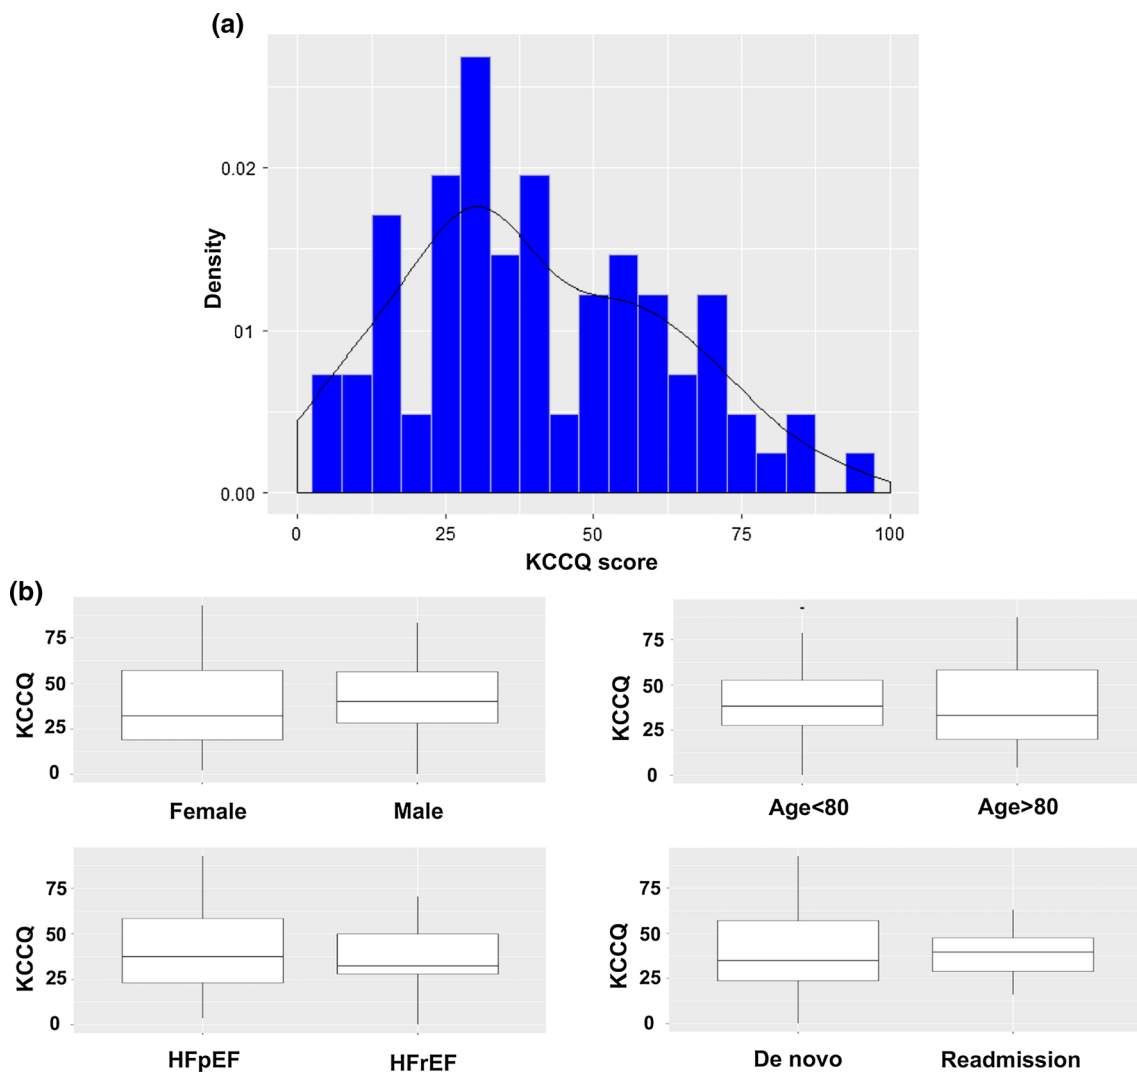 (a)
Density
0.02
01
0.00
0 25 50 75 100
KCCQ score
(b)
KCCQ
75
50
25
0
Female Male
KCCQ
75
50
25
0
Age<80 Age>80
KCCQ
75
50
25
0
HFpEF HFrEF
KCCQ
75
50
25
0
De novo Readmission